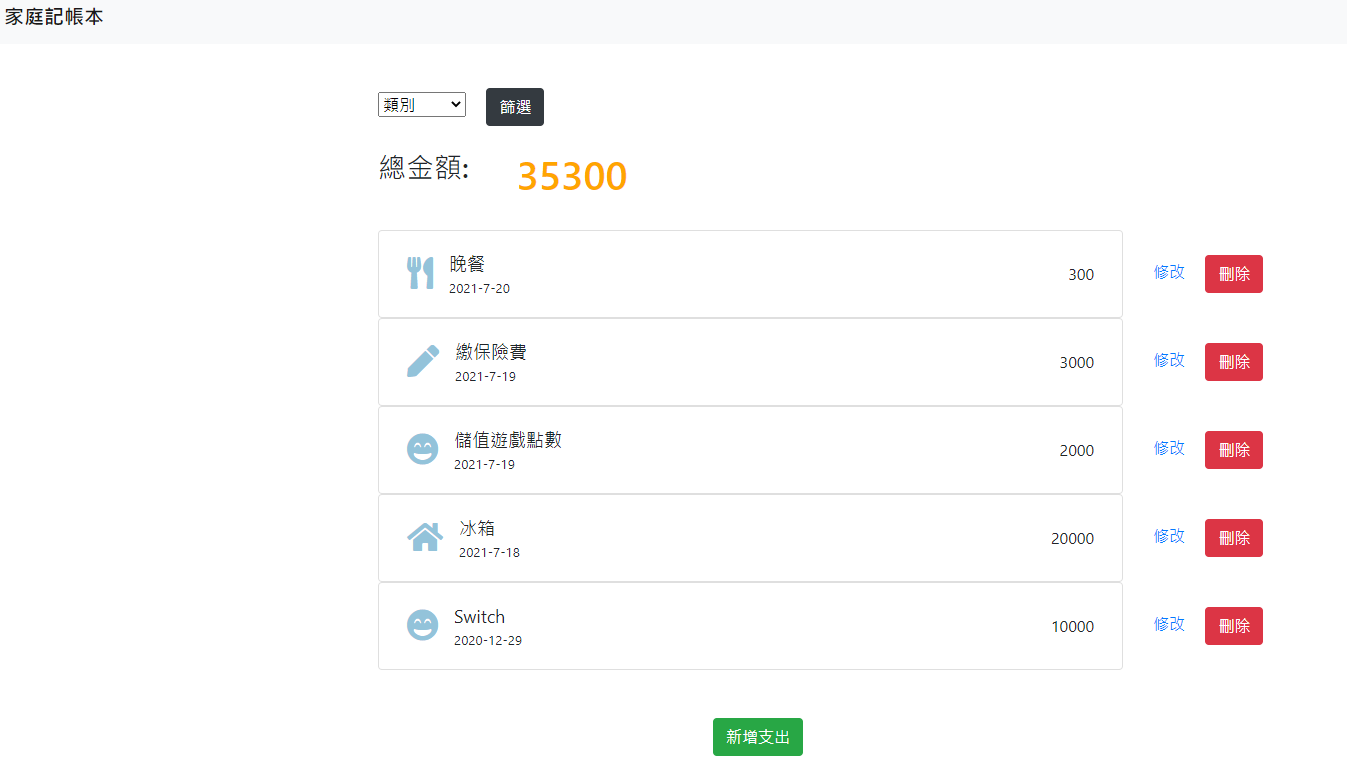 家庭記帳本
類別 篩選
總金額: 35300
晚餐
2021-7-20
300 修改 刪除
繳保險費
2021-7-19
3000 修改 刪除
儲值遊戲點數
2021-7-19
2000 修改 刪除
冰箱
2021-7-18
20000 修改 刪除
Switch
2020-12-29
10000 修改 刪除
新增支出